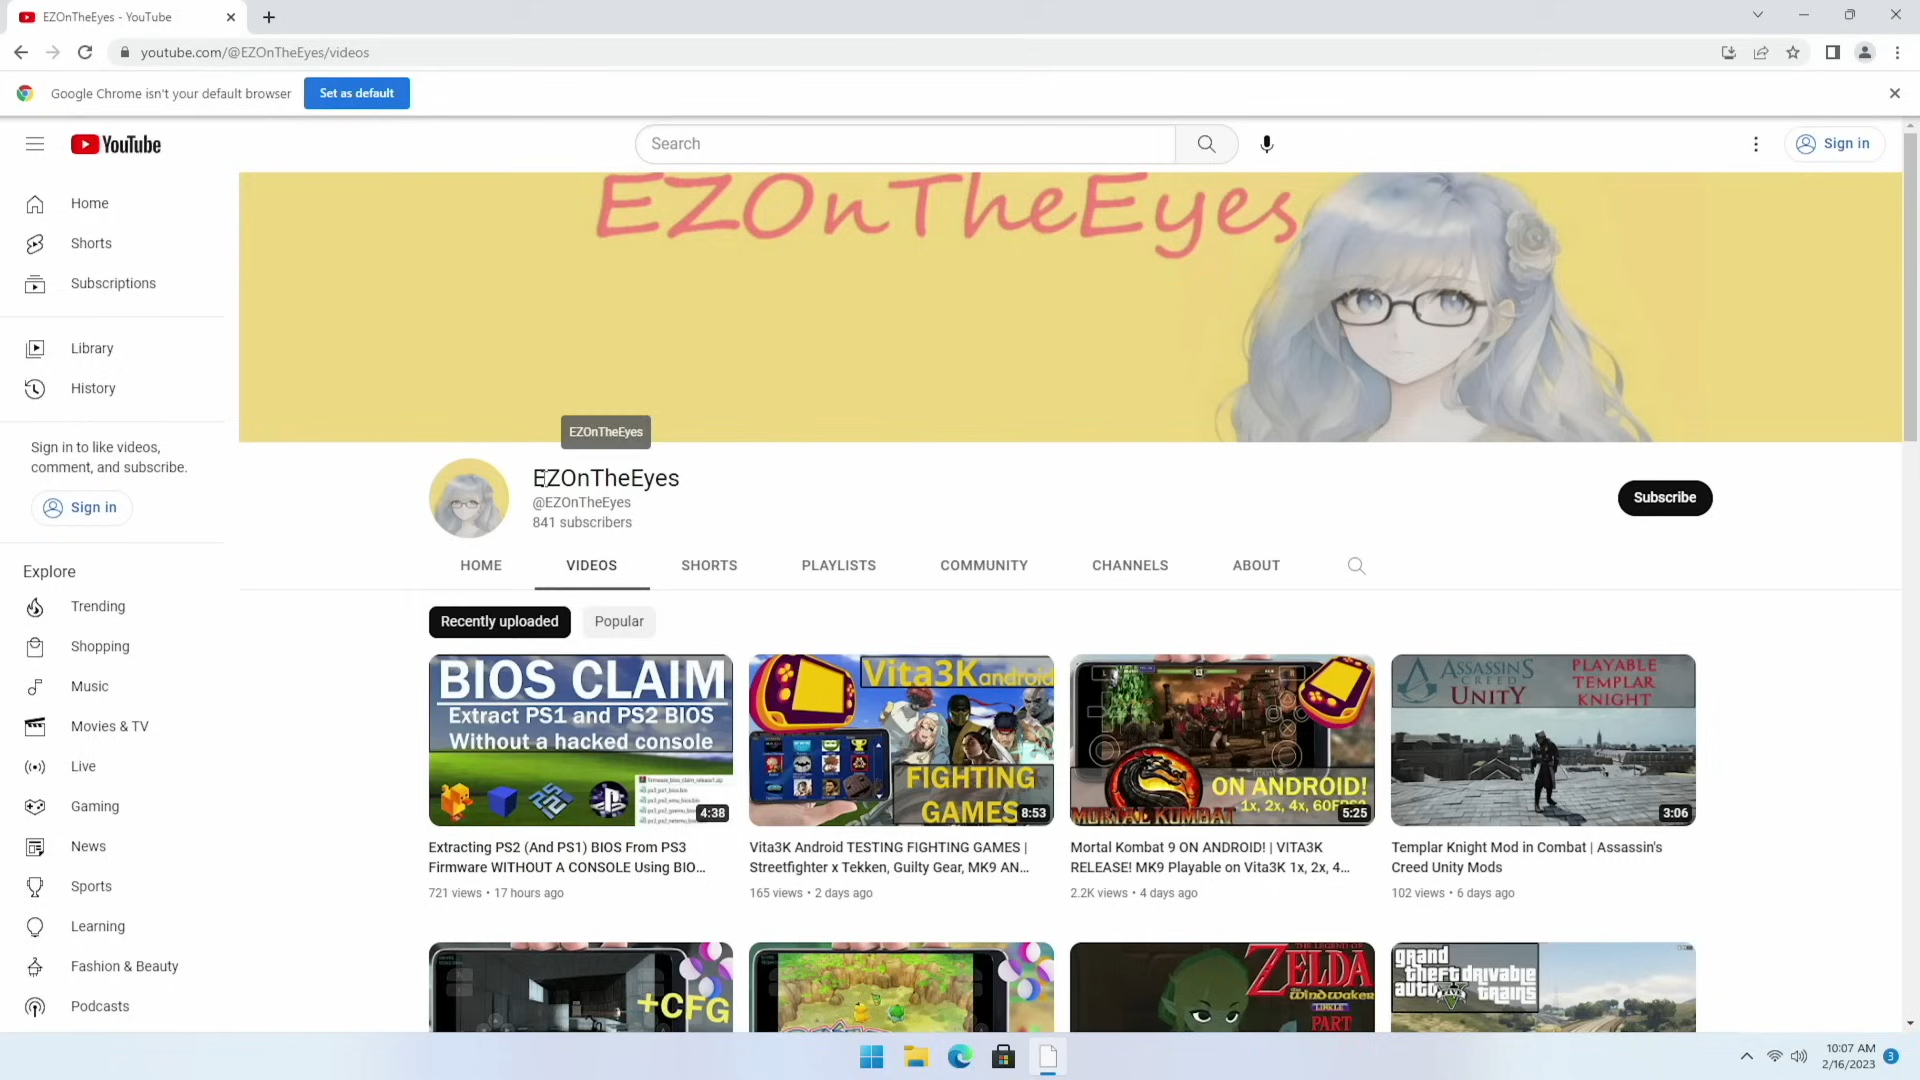 EZOnTheEyes - YouTube
youtube.com/@EZOnTheEyes/videos
Google Chrome isn't your default browser
Set as default
YouTube
Search
Sign in
Home
Shorts
Subscriptions
Library
History
Sign in to like videos,
comment, and subscribe.
Sign in
Explore
Trending
Shopping
Music
Movies & TV
Live
Gaming
News
Sports
Learning
Fashion & Beauty
Podcasts
EZOnTheEyes
EZOnTheEyes
EZOnTheEyes
@EZOnTheEyes
841 subscribers
Subscribe
HOME
VIDEOS
SHORTS
PLAYLISTS
COMMUNITY
CHANNELS
ABOUT
Recently uploaded
Popular
BIOS CLAIM
Extract PS1 and PS2 BIOS
Without a hacked console
4:38
Extracting PS2 (And PS1) BIOS From PS3
Firmware WITHOUT A CONSOLE Using BIO...
721 views • 17 hours ago
Vita3K android
FIGHTING
GAMES
8:53
Vita3K Android TESTING FIGHTING GAMES |
Streetfighter x Tekken, Guilty Gear, MK9 AN...
165 views • 2 days ago
ON ANDROID!
1x, 2x, 4x, 60FPS?
MORTAL KOMBAT
5:25
Mortal Kombat 9 ON ANDROID! | VITA3K
RELEASE! MK9 Playable on Vita3K 1x, 2x, 4...
2.2K views • 4 days ago
ASSASSIN'S
CREED
UNITY
PLAYABLE
TEMPLAR
KNIGHT
3:06
Templar Knight Mod in Combat | Assassin's
Creed Unity Mods
102 views • 6 days ago
+CFG
THE LEGEND OF
ZELDA
THE WINDWAKER
LINKLE
PART
grand
theft drivable
auto V trains
10:07 AM
2/16/2023
3